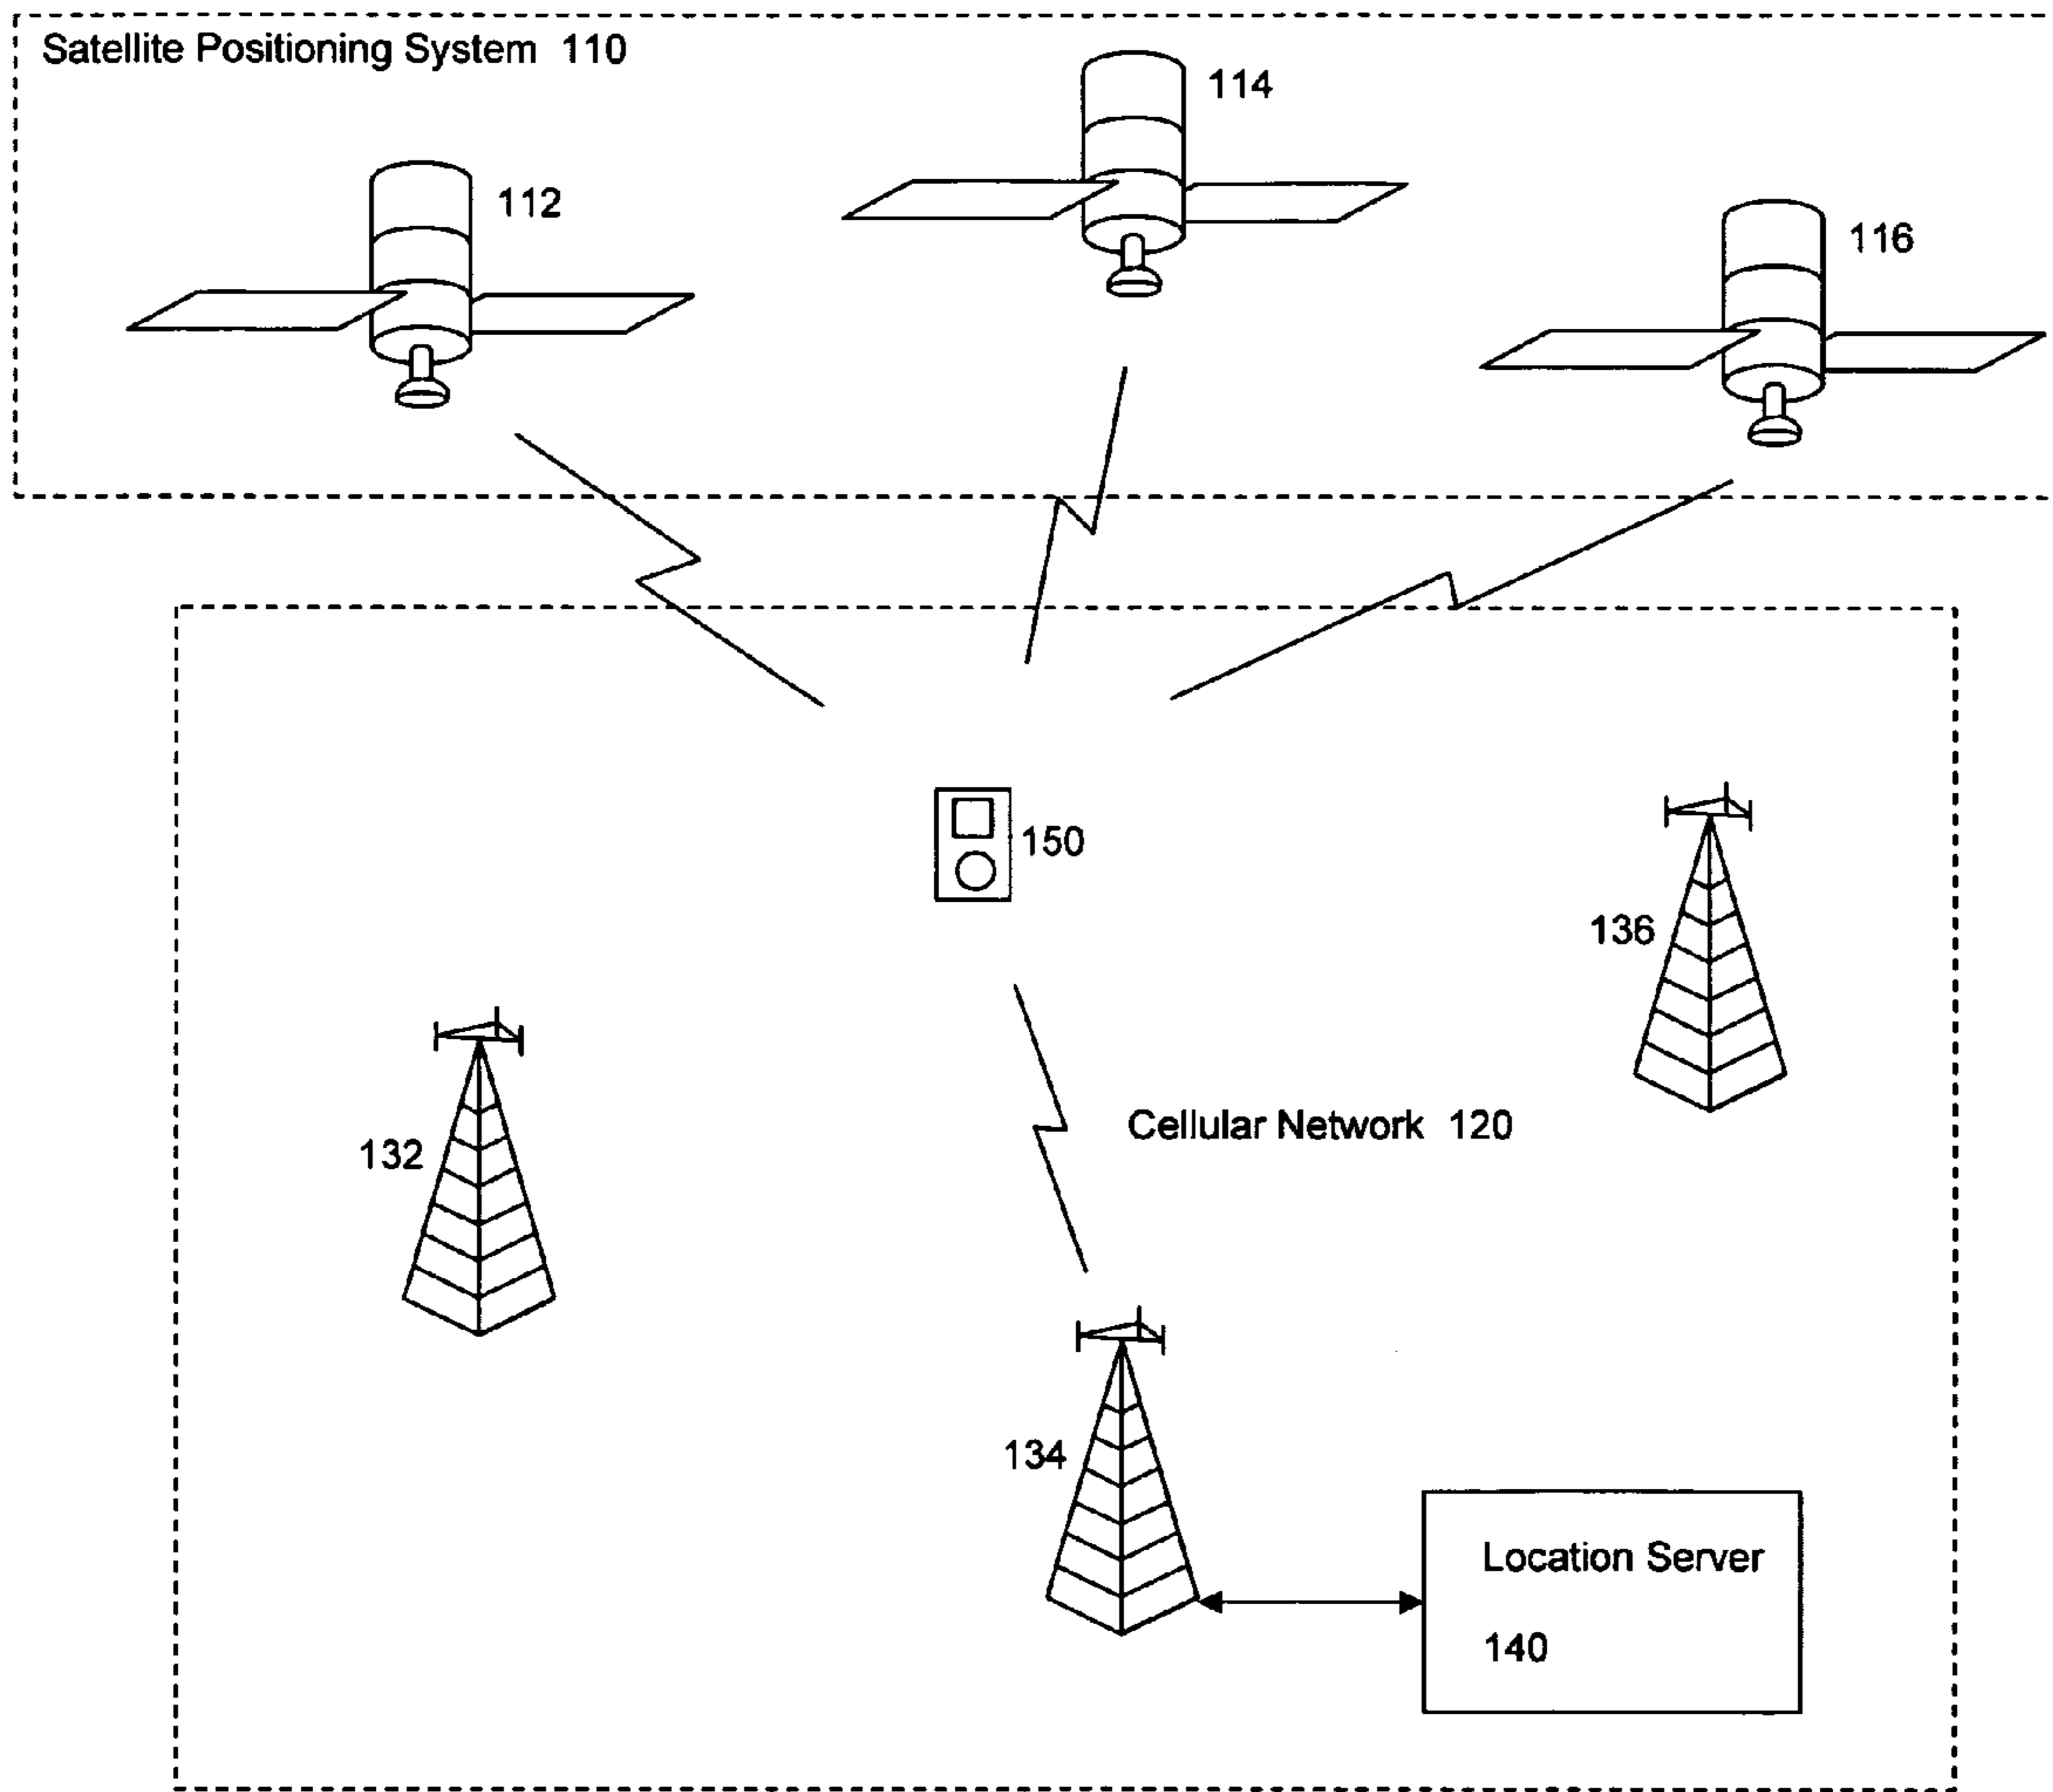 Satellite Positioning System 110
114
112
116
150
136
Cellular Network 120
132
134
Location Server
140